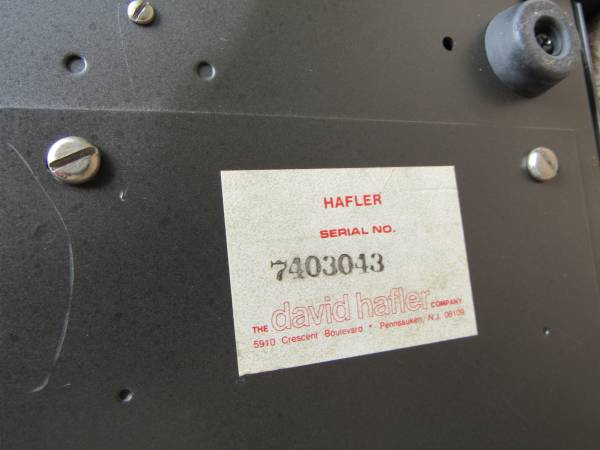 HAFLER
SERIAL NO.
7403043
THE david hafler COMPANY
5910 Crescent Boulevard • Pennsauken, N.J. 08109